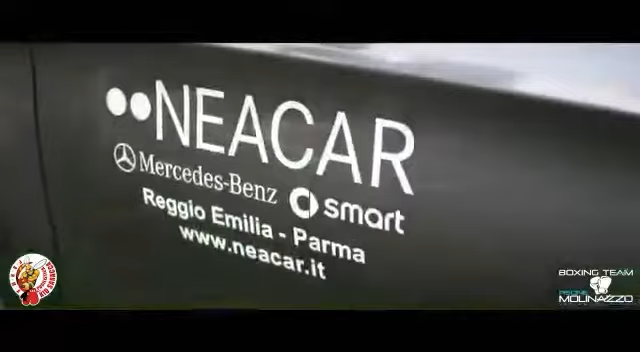 NEACAR
Mercedes-Benz smart
Reggio Emilia - Parma
www.neacar.it
BOXING TEAM
MOLINAZZO